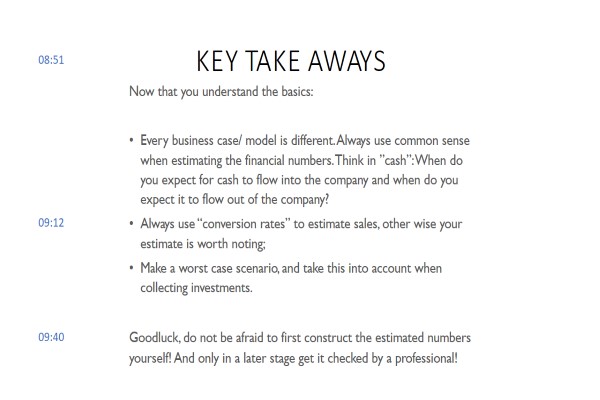 08:51
KEY TAKE AWAYS
Now that you understand the basics:
• Every business case/ model is different. Always use common sense
when estimating the financial numbers. Think in "cash": When do
you expect for cash to flow into the company and when do you
expect it to flow out of the company?
09:12
• Always use "conversion rates" to estimate sales, other wise your
estimate is worth noting;
• Make a worst case scenario, and take this into account when
collecting investments.
09:40
Goodluck, do not be afraid to first construct the estimated numbers
yourself! And only in a later stage get it checked by a professional!